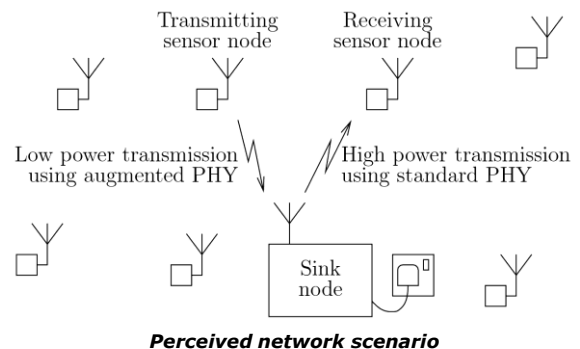 Transmitting
sensor node
Receiving
sensor node
Low power transmission
using augmented PHY
High power transmission
using standard PHY
Sink
node
Perceived network scenario